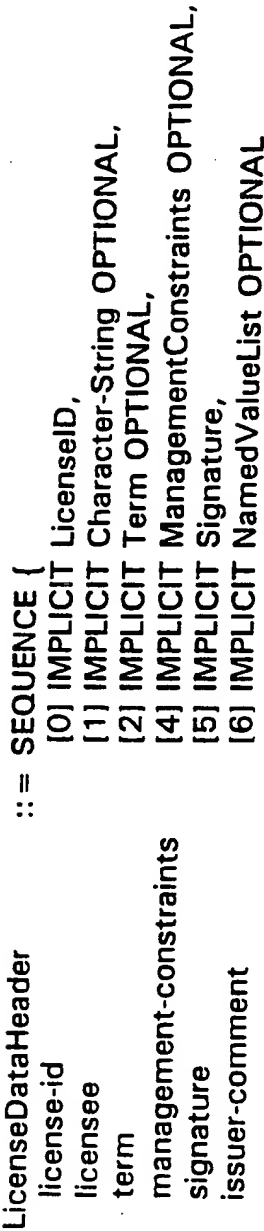 LicenseDataHeader ::= SEQUENCE {
license-id [0] IMPLICIT LicenseID,
licensee [1] IMPLICIT Character-String OPTIONAL,
term [2] IMPLICIT Term OPTIONAL,
management-constraints [4] IMPLICIT ManagementConstraints OPTIONAL,
signature [5] IMPLICIT Signature,
issuer-comment [6] IMPLICIT NamedValueList OPTIONAL